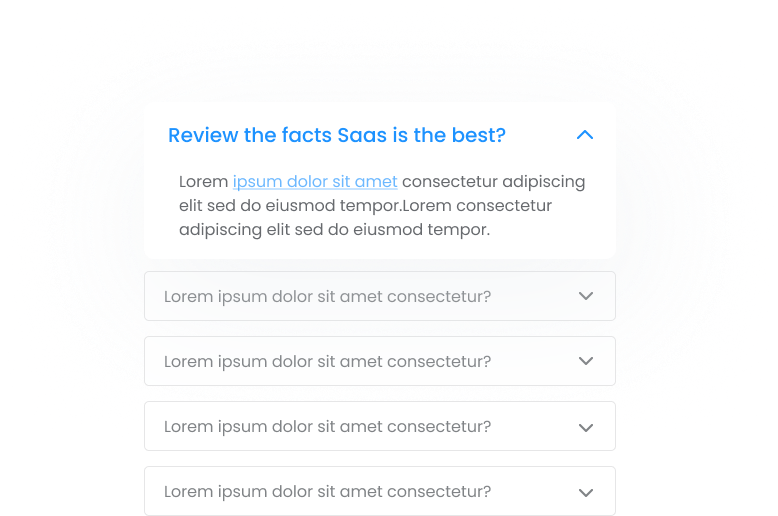 Review the facts Saas is the best?
Lorem ipsum dolor sit amet consectetur adipiscing
elit sed do eiusmod tempor.Lorem consectetur
adipiscing elit sed do eiusmod tempor.
Lorem ipsum dolor sit amet consectetur?
Lorem ipsum dolor sit amet consectetur?
Lorem ipsum dolor sit amet consectetur?
Lorem ipsum dolor sit amet consectetur?